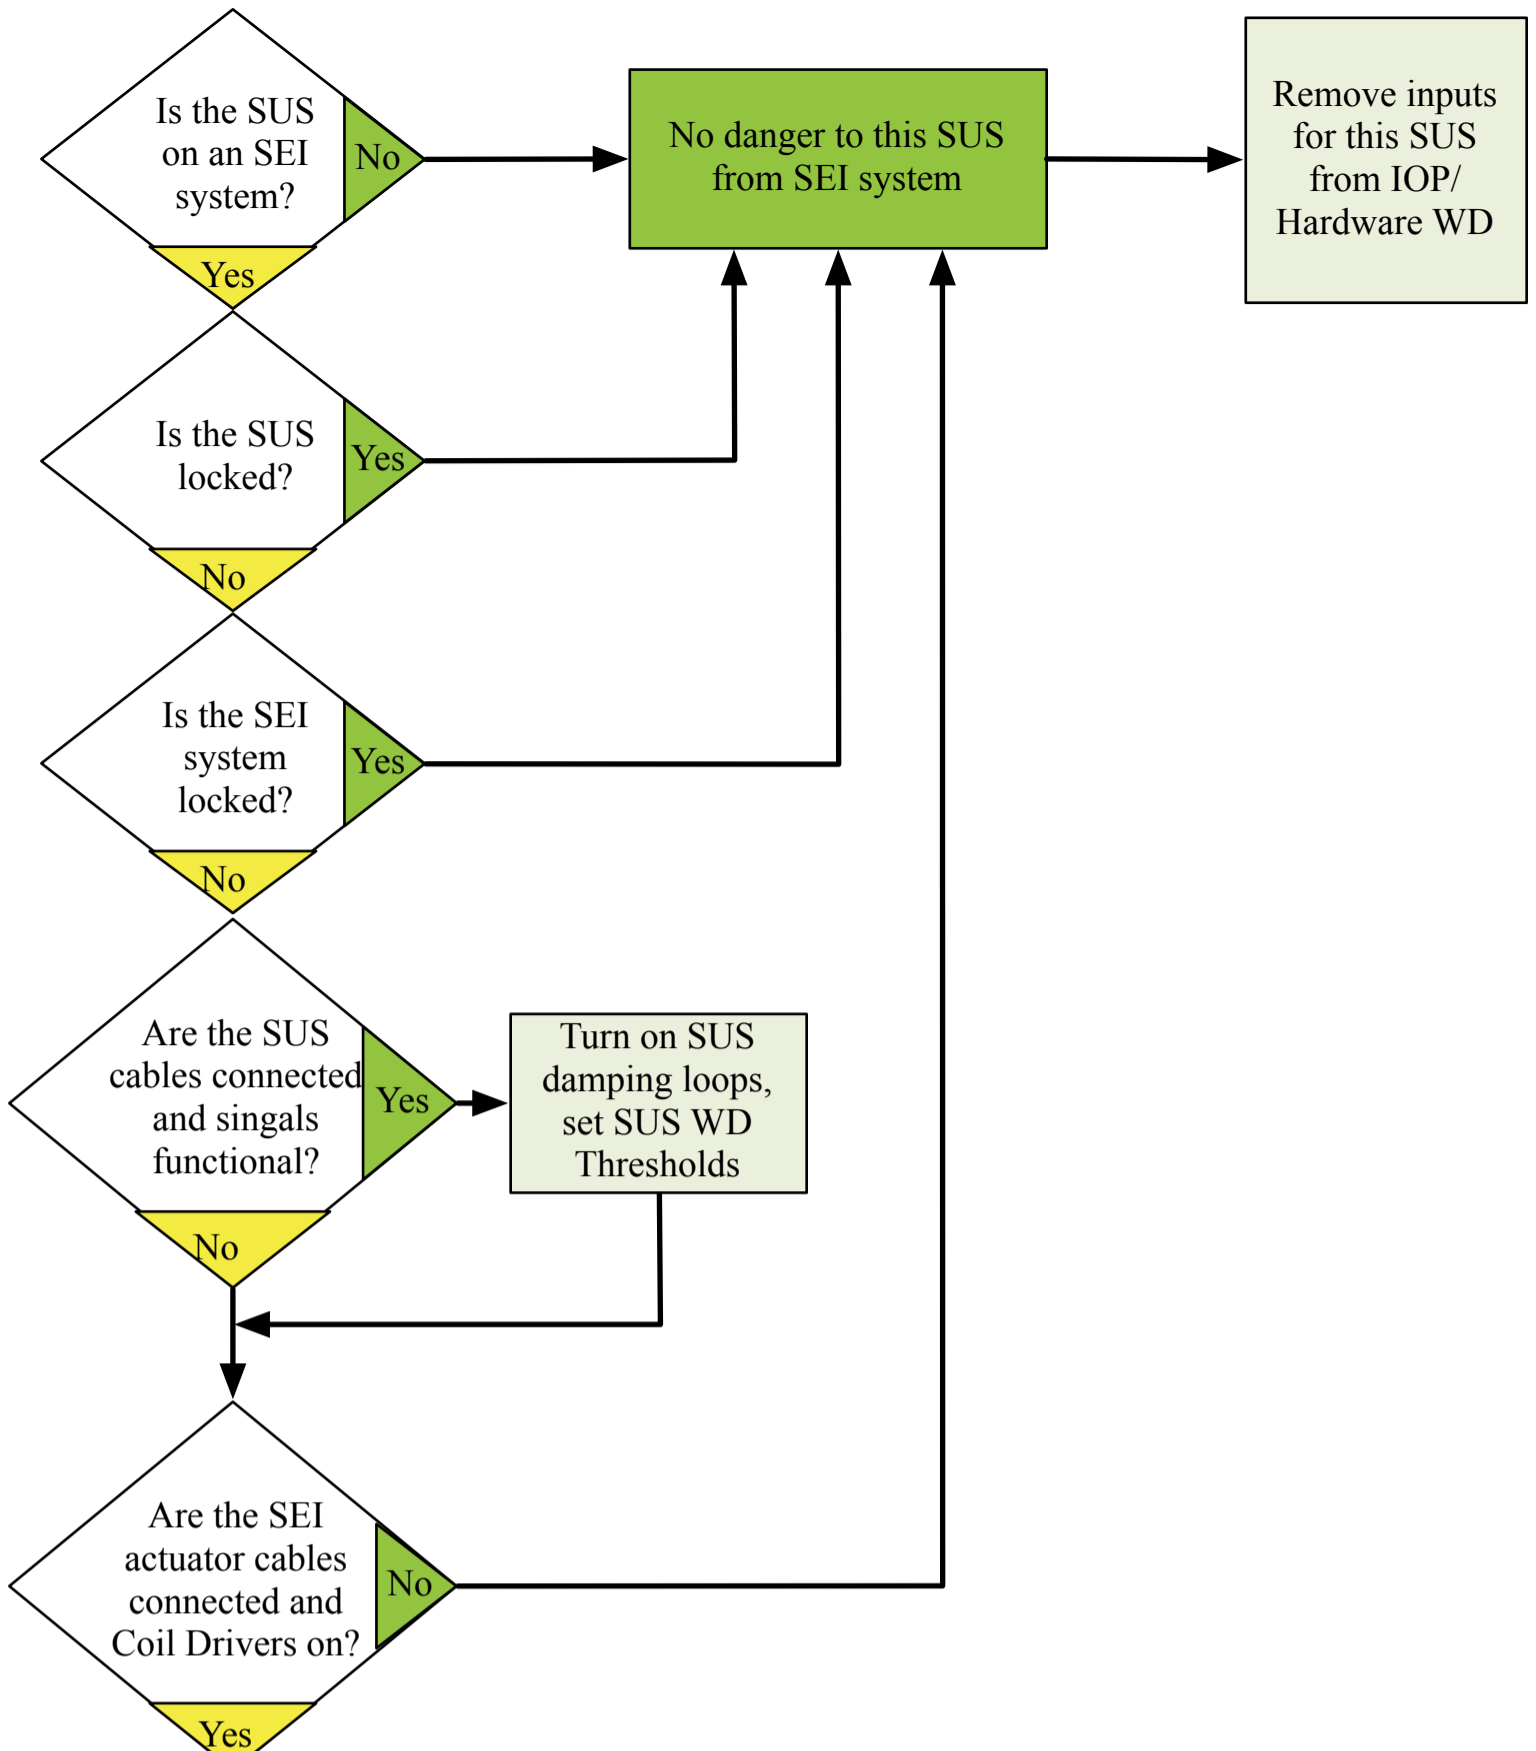 Is the SUS
on an SEI
system?
No
Yes
No danger to this SUS
from SEI system
Remove inputs
for this SUS
from IOP/
Hardware WD
Is the SUS
locked?
Yes
No
Is the SEI
system
locked?
Yes
No
Are the SUS
cables connected
and singals
functional?
Yes
No
Turn on SUS
damping loops,
set SUS WD
Thresholds
Are the SEI
actuator cables
connected and
Coil Drivers on?
No
Yes